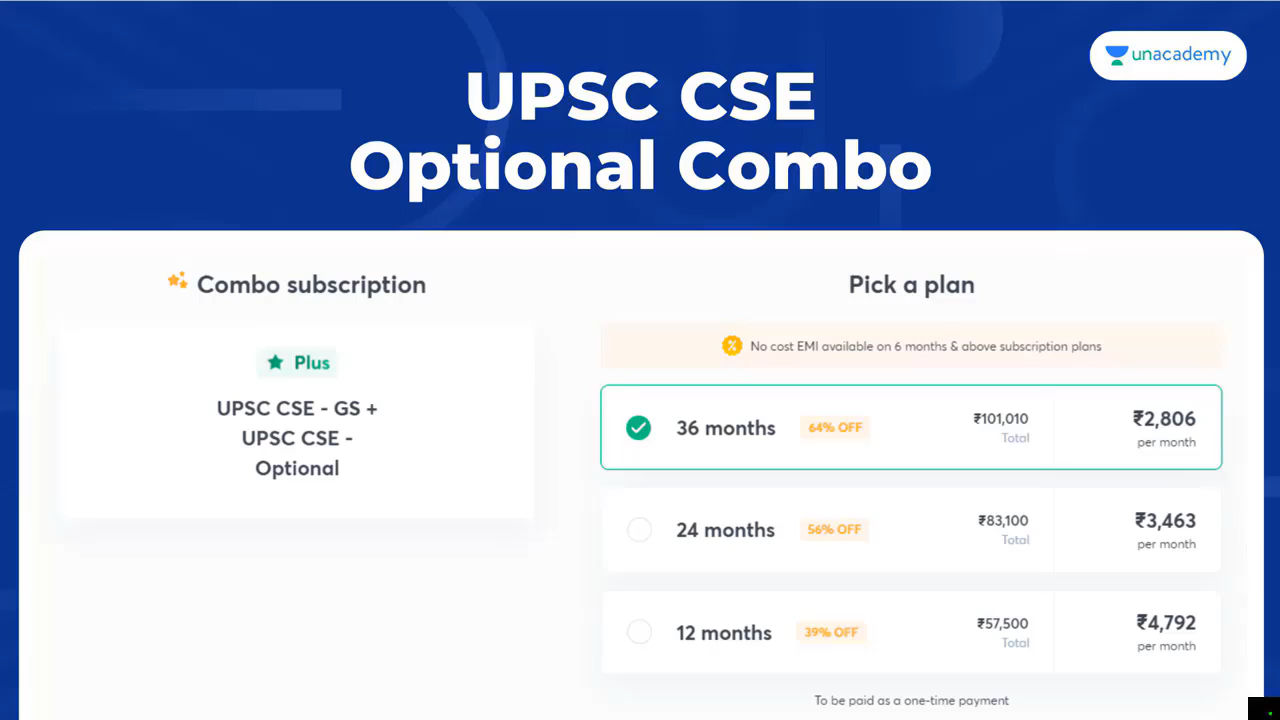 unacademy
UPSC CSE
Optional Combo
Combo subscription
Plus
UPSC CSE - GS +
UPSC CSE -
Optional
Pick a plan
% No cost EMI available on 6 months & above subscription plans
36 months 64% OFF ₹101,010 ₹2,806
Total per month
24 months 56% OFF ₹83,100 ₹3,463
Total per month
12 months 39% OFF ₹57,500 ₹4,792
Total per month
To be paid as a one-time payment